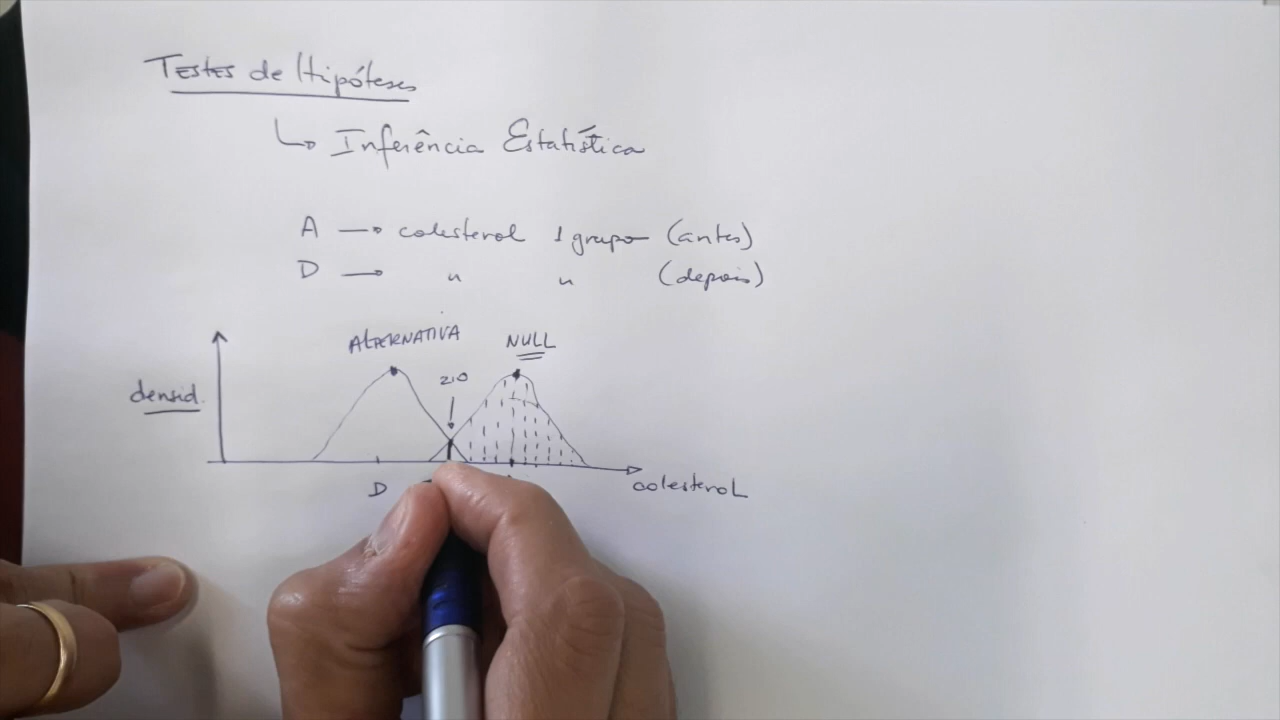 Testes de Hipóteses
↳ Inferência Estatística
A → colesterol 1 grupo (antes)
D → " " (depois)
ALTERNATIVA NULL
210
densid.
D
colesterol